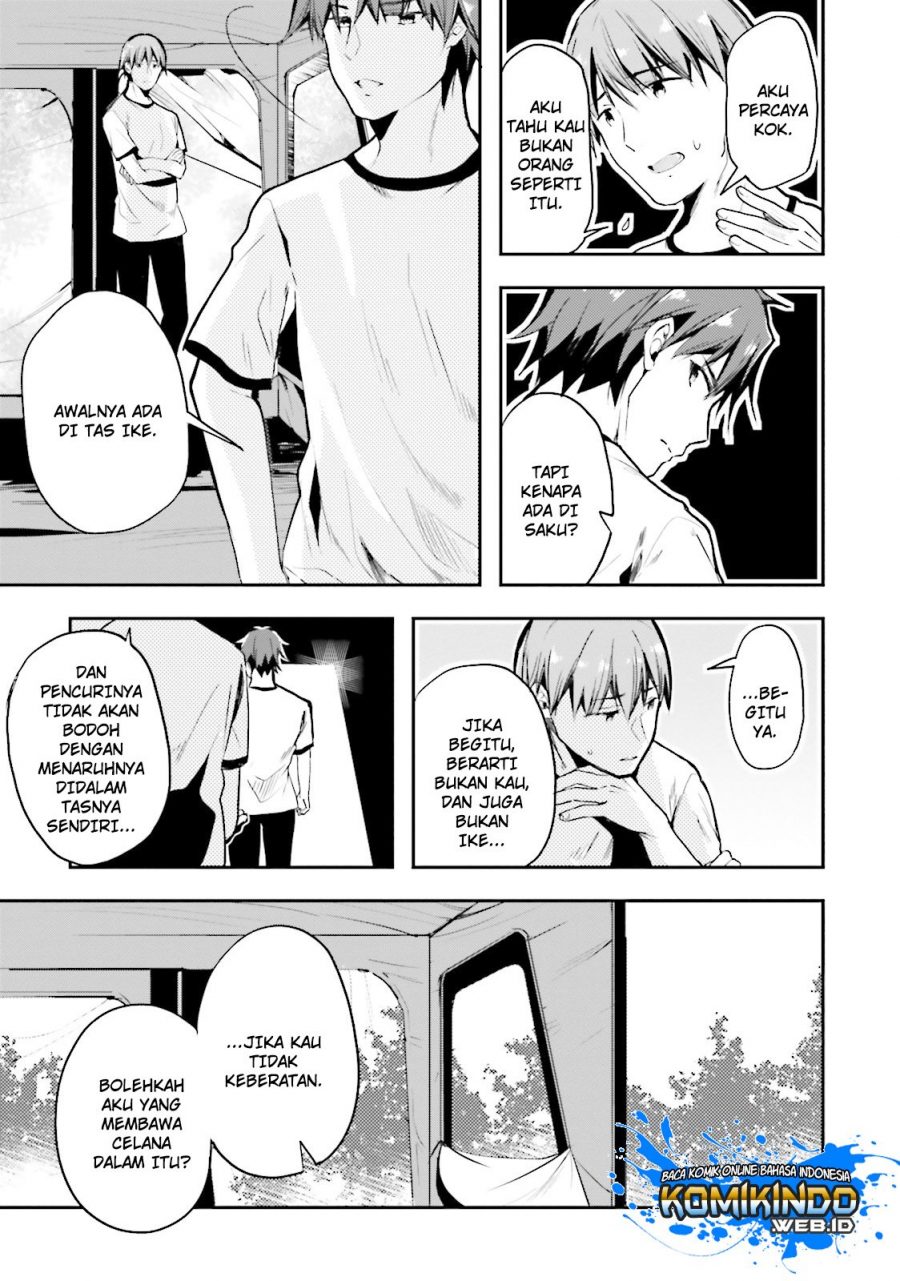 AKU
PERCAYA
KOK.
AKU
TAHU KAU
BUKAN
ORANG
SEPERTI
ITU.
TAPI
KENAPA
ADA DI
SAKU?
AWALNYA ADA
DI TAS IKE.
...BE-
GITU
YA.
JIKA
BEGITU,
BERARTI
BUKAN KAU,
DAN JUGA
BUKAN
IKE...
DAN
PENCURINYA
TIDAK AKAN
BODOH
DENGAN
MENARUHNYA
DIDALAM
TASNYA
SENDIRI...
...JIKA KAU
TIDAK
KEBERATAN.
BOLEHKAH
AKU YANG
MEMBAWA
CELANA
DALAM ITU?
BACA KOMIK ONLINE BAHASA INDONESIA
KOMIKINDO
WEB.ID